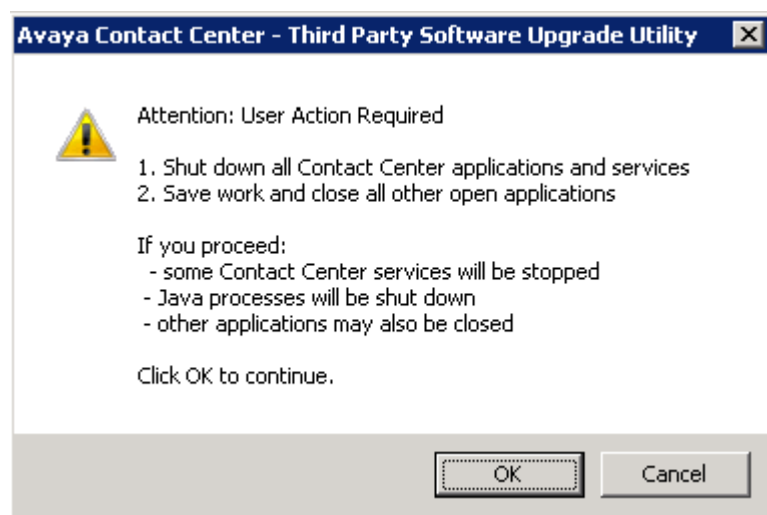 Avaya Contact Center - Third Party Software Upgrade Utility
Attention: User Action Required
1. Shut down all Contact Center applications and services
2. Save work and close all other open applications
If you proceed:
- some Contact Center services will be stopped
- Java processes will be shut down
- other applications may also be closed
Click OK to continue.
OK
Cancel